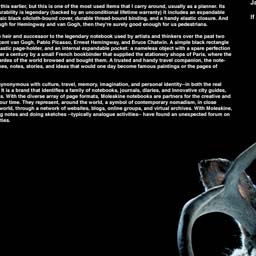 this earlier, but this is one of the most used items that I carry around, usually as a planner. Its
rability is legendary (backed by an unconditional lifetime warranty) it includes an expandable
sic black oilcloth-bound cover, durable thread-bound binding, and a handy elastic closure. And
ugh for Hemingway and van Gogh, then they're surely good enough for us pedestrians.
e heir and successor to the legendary notebook used by artists and thinkers over the past two
cent van Gogh, Pablo Picasso, Ernest Hemingway, and Bruce Chatwin. A simple black rectangle
astic page-holder, and an internal expandable pocket: a nameless object with a spare perfection
er a century by a small French bookbinder that supplied the stationery shops of Paris, where the
ardes of the world browsed and bought them. A trusted and handy travel companion, the note-
hes, notes, stories, and ideas that would one day become famous paintings or the pages of
ynonymous with culture, travel, memory, imagination, and personal identity–in both the real
It is a brand that identifies a family of notebooks, journals, diaries, and innovative city guides,
s. With the diverse array of page formats, Moleskine notebooks are partners for the creative and
our time. They represent, around the world, a symbol of contemporary nomadism, in close
world, through a network of websites, blogs, online groups, and virtual archives. With Moleskine,
g notes and doing sketches –typically analogue activities– have found an unexpected forum on
ties.
If